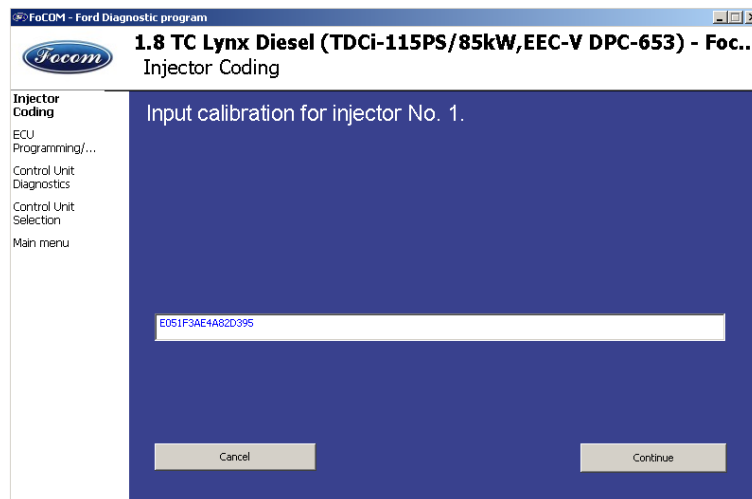 FoCOM - Ford Diagnostic program
Focom
1.8 TC Lynx Diesel (TDCi-115PS/85kW,EEC-V DPC-653) - Foc...
Injector Coding
Injector
Coding
ECU
Programming/...
Control Unit
Diagnostics
Control Unit
Selection
Main menu
Input calibration for injector No. 1.
E051F3AE4A82D395
Cancel
Continue